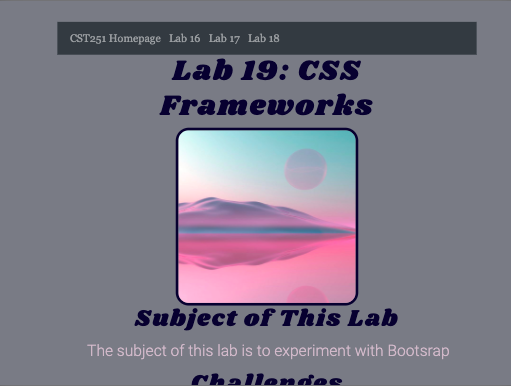 CST251 Homepage Lab 16 Lab 17 Lab 18
Lab 19: CSS
Frameworks
Subject of This Lab
The subject of this lab is to experiment with Bootsrap
Challenges